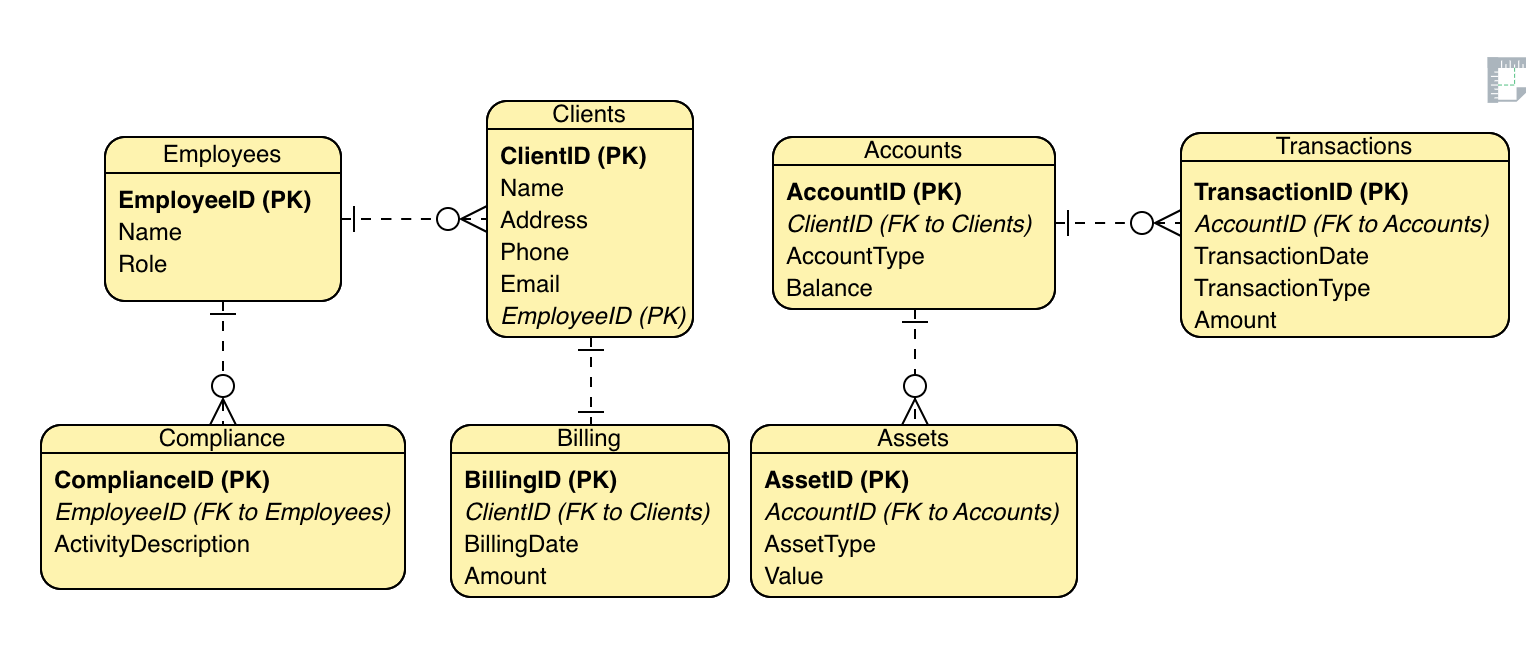 Employees
EmployeeID (PK)
Name
Role
Clients
ClientID (PK)
Name
Address
Phone
Email
EmployeeID (PK)
Accounts
AccountID (PK)
ClientID (FK to Clients)
AccountType
Balance
Transactions
TransactionID (PK)
AccountID (FK to Accounts)
TransactionDate
TransactionType
Amount
Compliance
ComplianceID (PK)
EmployeeID (FK to Employees)
ActivityDescription
Billing
BillingID (PK)
ClientID (FK to Clients)
BillingDate
Amount
Assets
AssetID (PK)
AccountID (FK to Accounts)
AssetType
Value